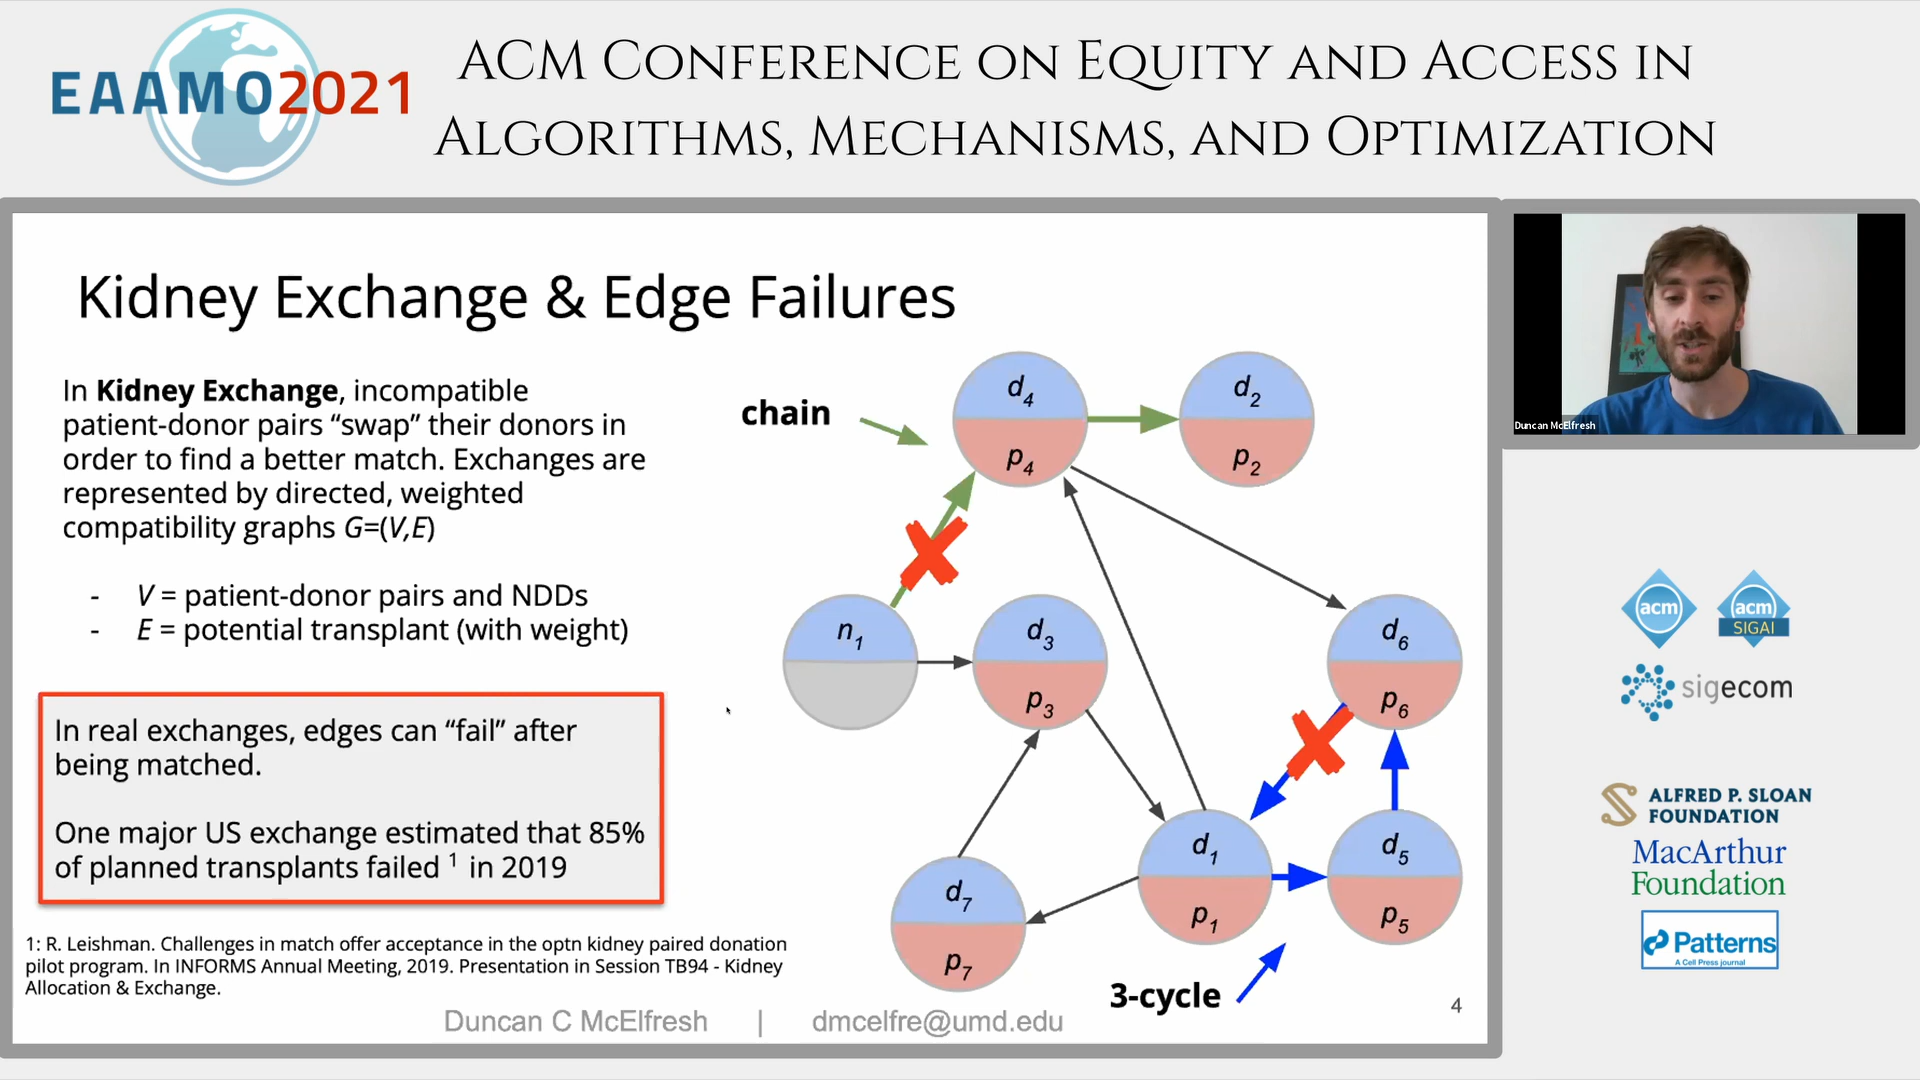 EAAMO2021
ACM Conference on Equity and Access in
Algorithms, Mechanisms, and Optimization
Kidney Exchange & Edge Failures
In Kidney Exchange, incompatible
patient-donor pairs “swap” their donors in
order to find a better match. Exchanges are
represented by directed, weighted
compatibility graphs G=(V,E)
- V = patient-donor pairs and NDDs
- E = potential transplant (with weight)
In real exchanges, edges can “fail” after
being matched.
One major US exchange estimated that 85%
of planned transplants failed 1 in 2019
1: R. Leishman. Challenges in match offer acceptance in the optn kidney paired donation
pilot program. In INFORMS Annual Meeting, 2019. Presentation in Session TB94 - Kidney
Allocation & Exchange.
chain
d4
p4
d2
p2
n1
d3
p3
d6
p6
d1
p1
d5
p5
d7
p7
3-cycle
Duncan C McElfresh | dmcelfre@umd.edu
4
Duncan McElfresh
acm
acm
SIGAI
sigecom
ALFRED P. SLOAN
FOUNDATION
MacArthur
Foundation
Patterns
A Cell Press journal